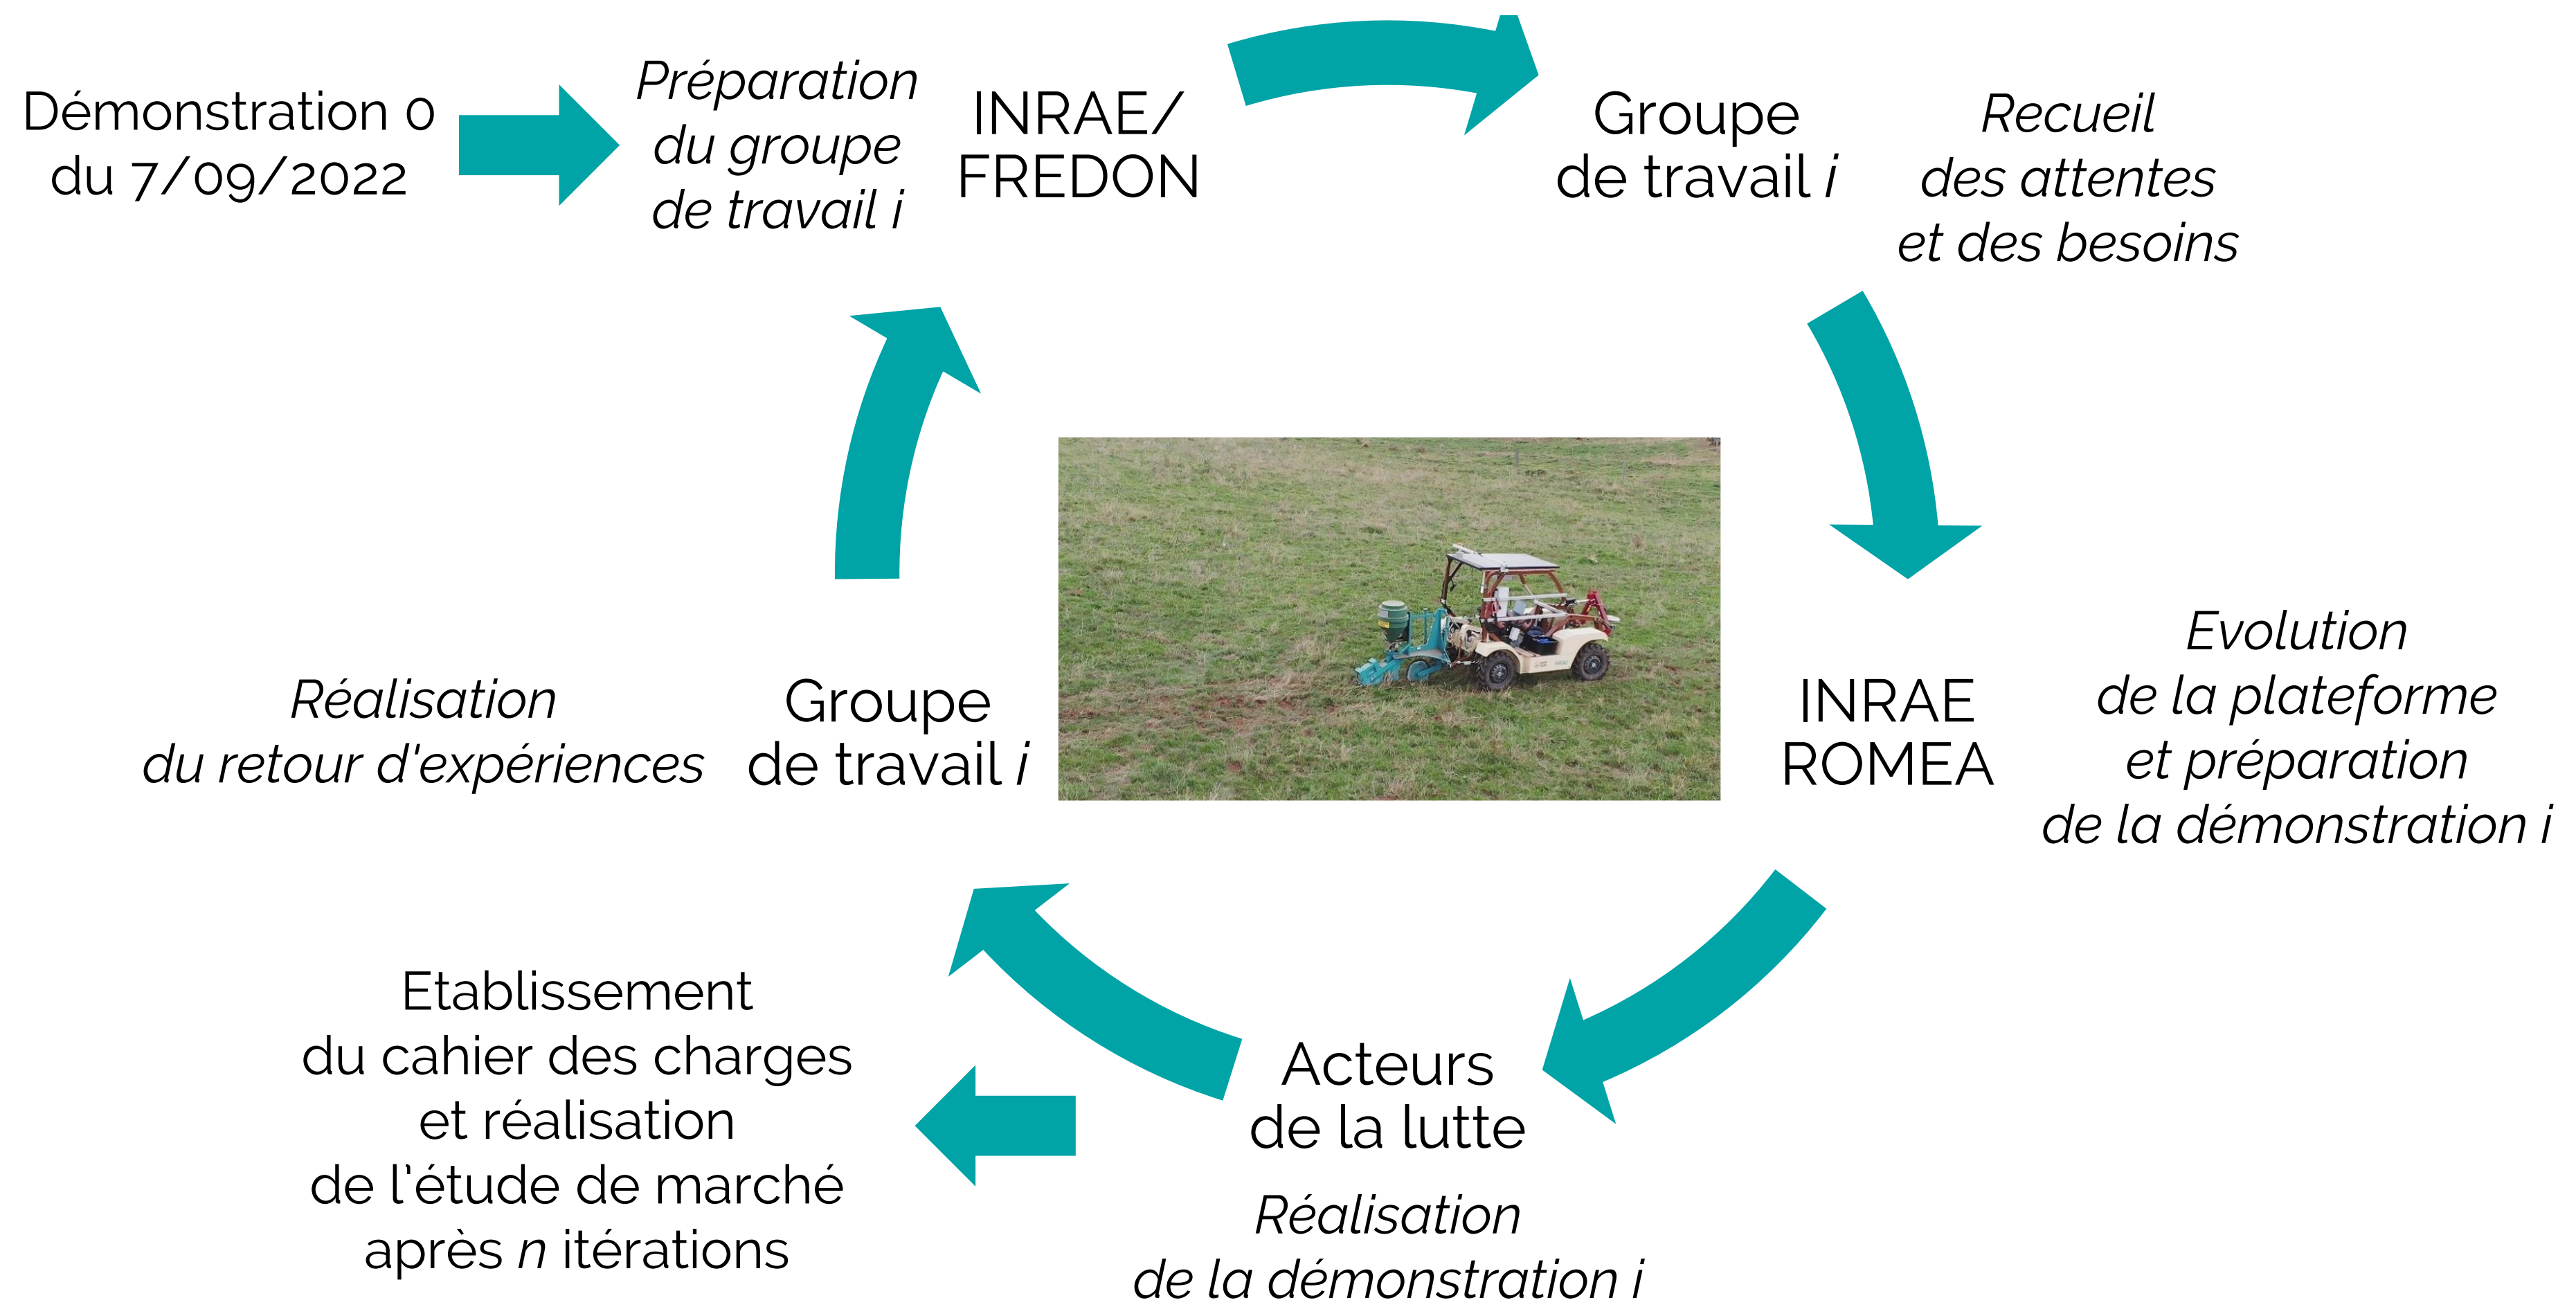 Démonstration 0
du 7/09/2022
Préparation
du groupe
de travail i
INRAE/
FREDON
Groupe
de travail i
Recueil
des attentes
et des besoins
Evolution
de la plateforme
et préparation
de la démonstration i
INRAE
ROMEA
Acteurs
de la lutte
Réalisation
de la démonstration i
Etablissement
du cahier des charges
et réalisation
de l'étude de marché
après n itérations
Groupe
de travail i
Réalisation
du retour d'expériences